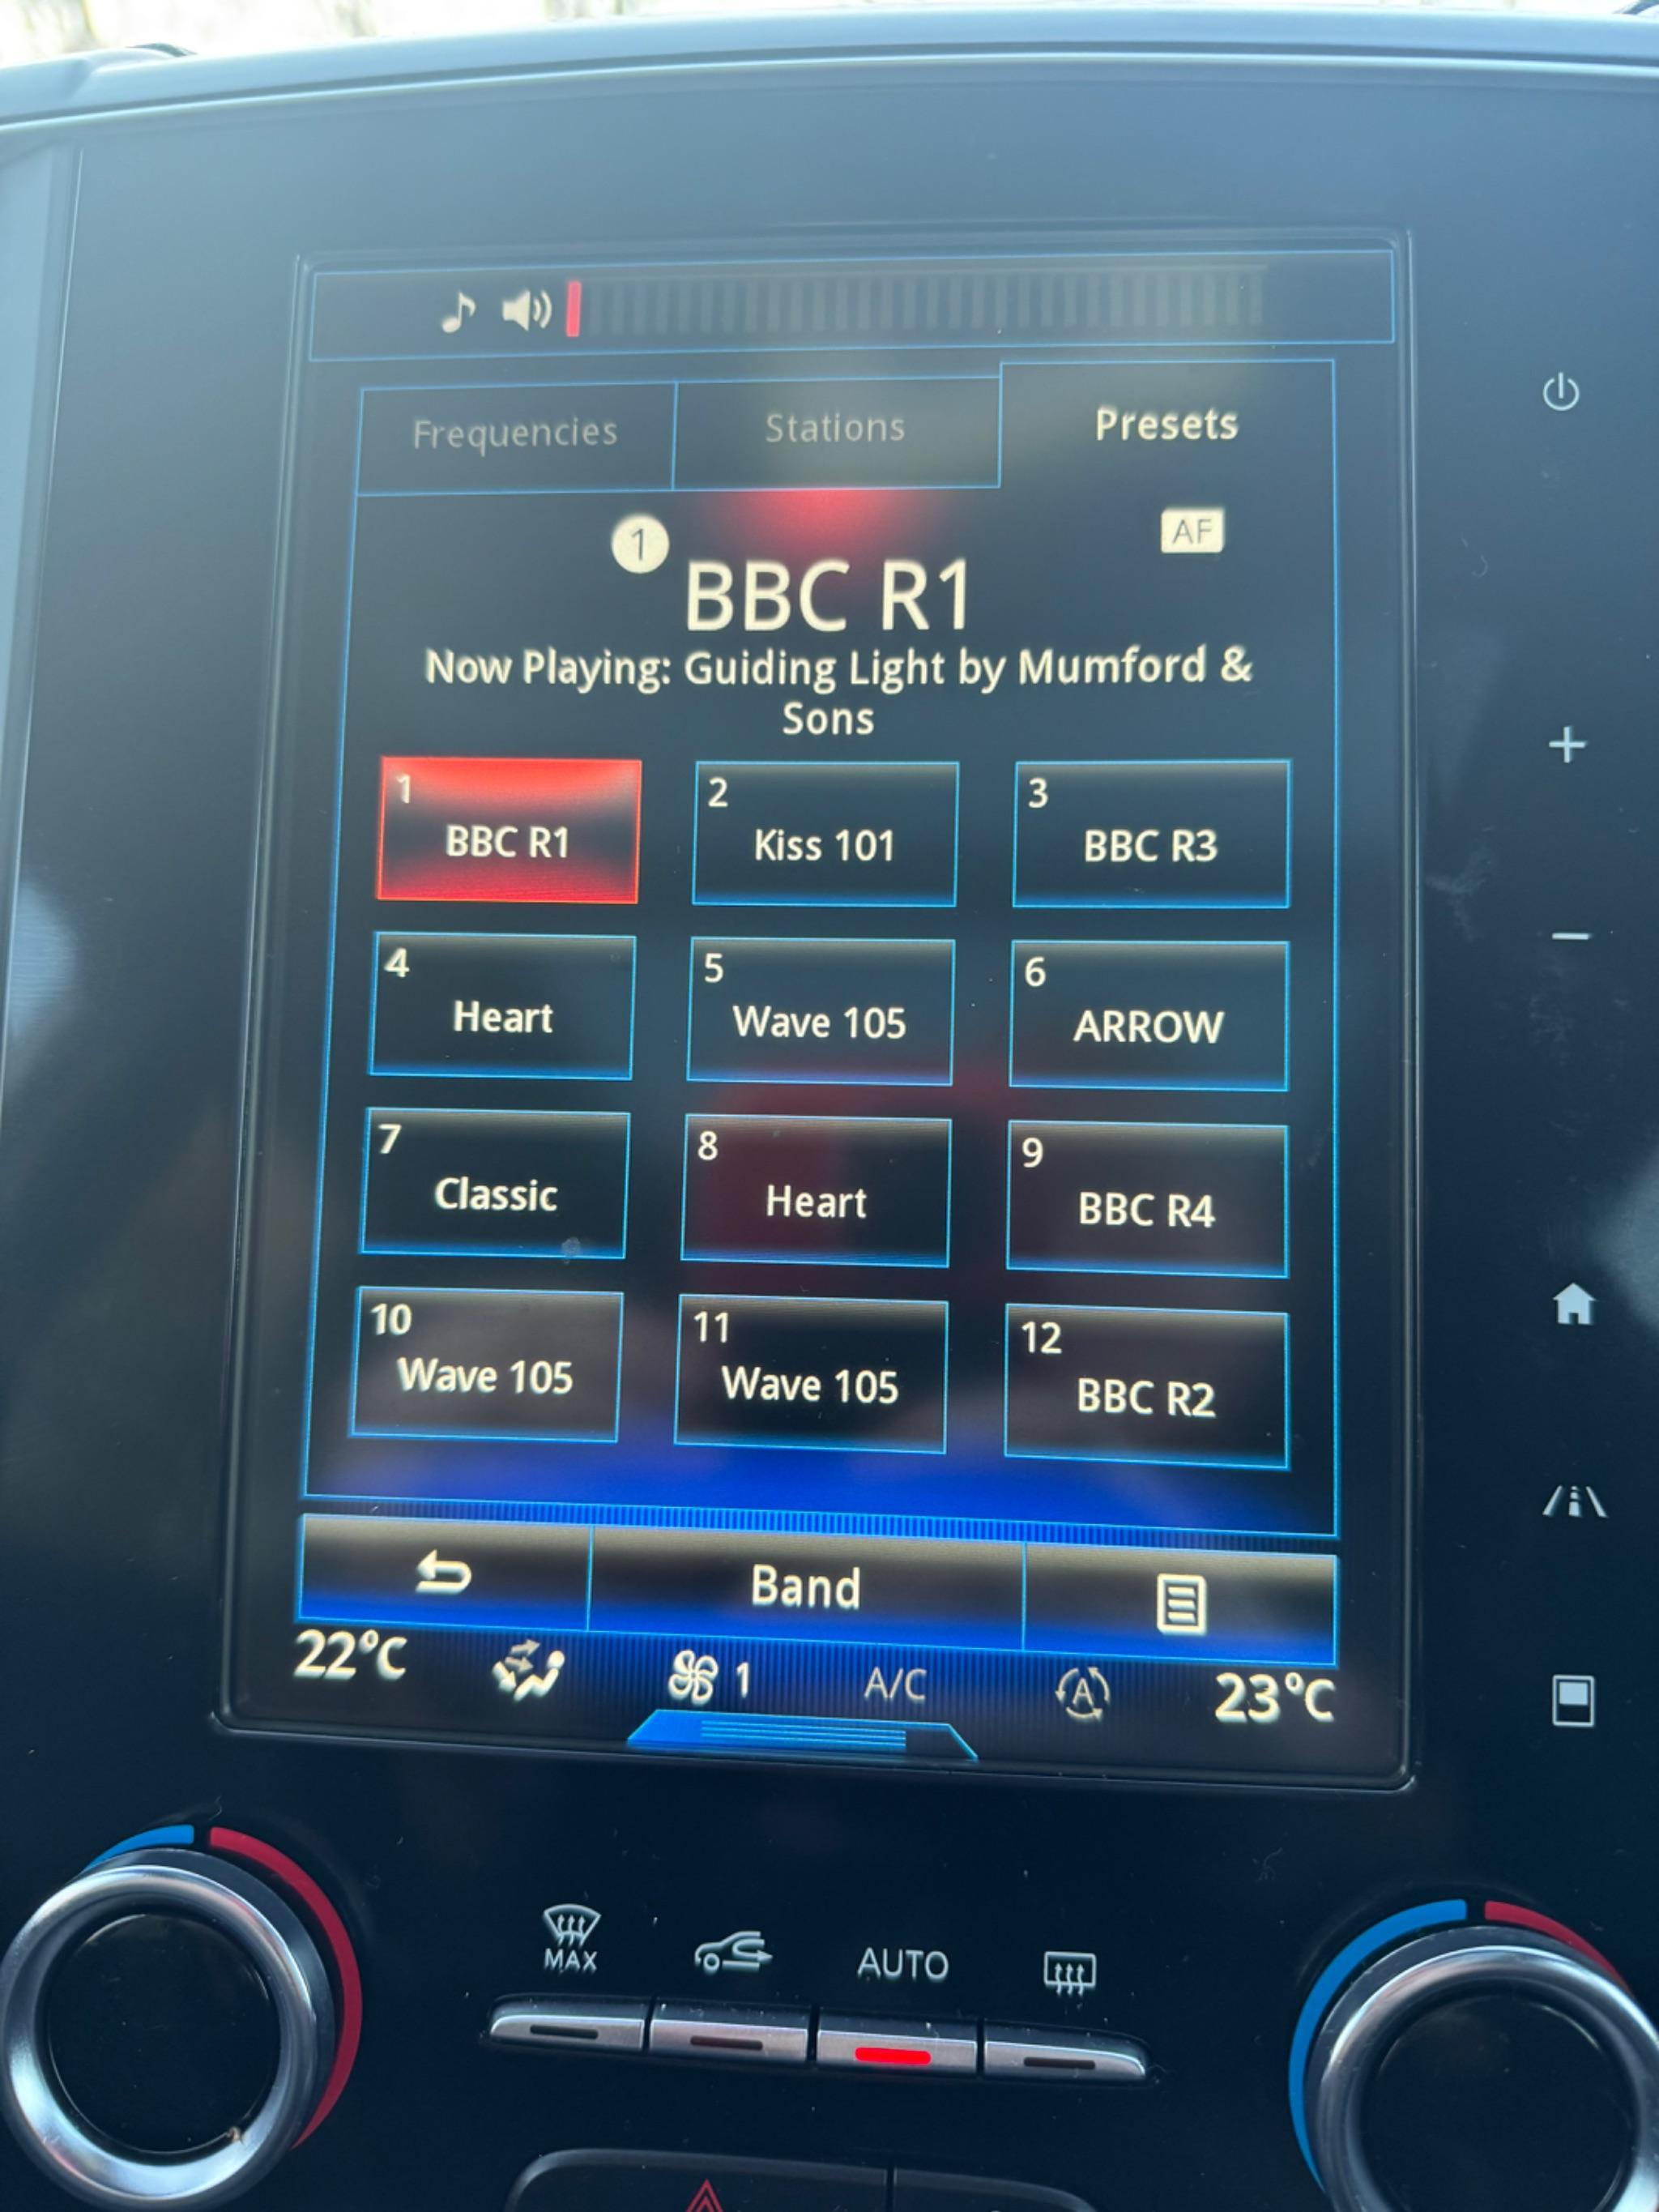 Frequencies Stations Presets
1 AF
BBC R1
Now Playing: Guiding Light by Mumford &
Sons
1 2 3
BBC R1 Kiss 101 BBC R3
4 5 6
Heart Wave 105 ARROW
7 8 9
Classic Heart BBC R4
10 11 12
Wave 105 Wave 105 BBC R2
Band
22°C 1 A/C A 23°C
MAX AUTO